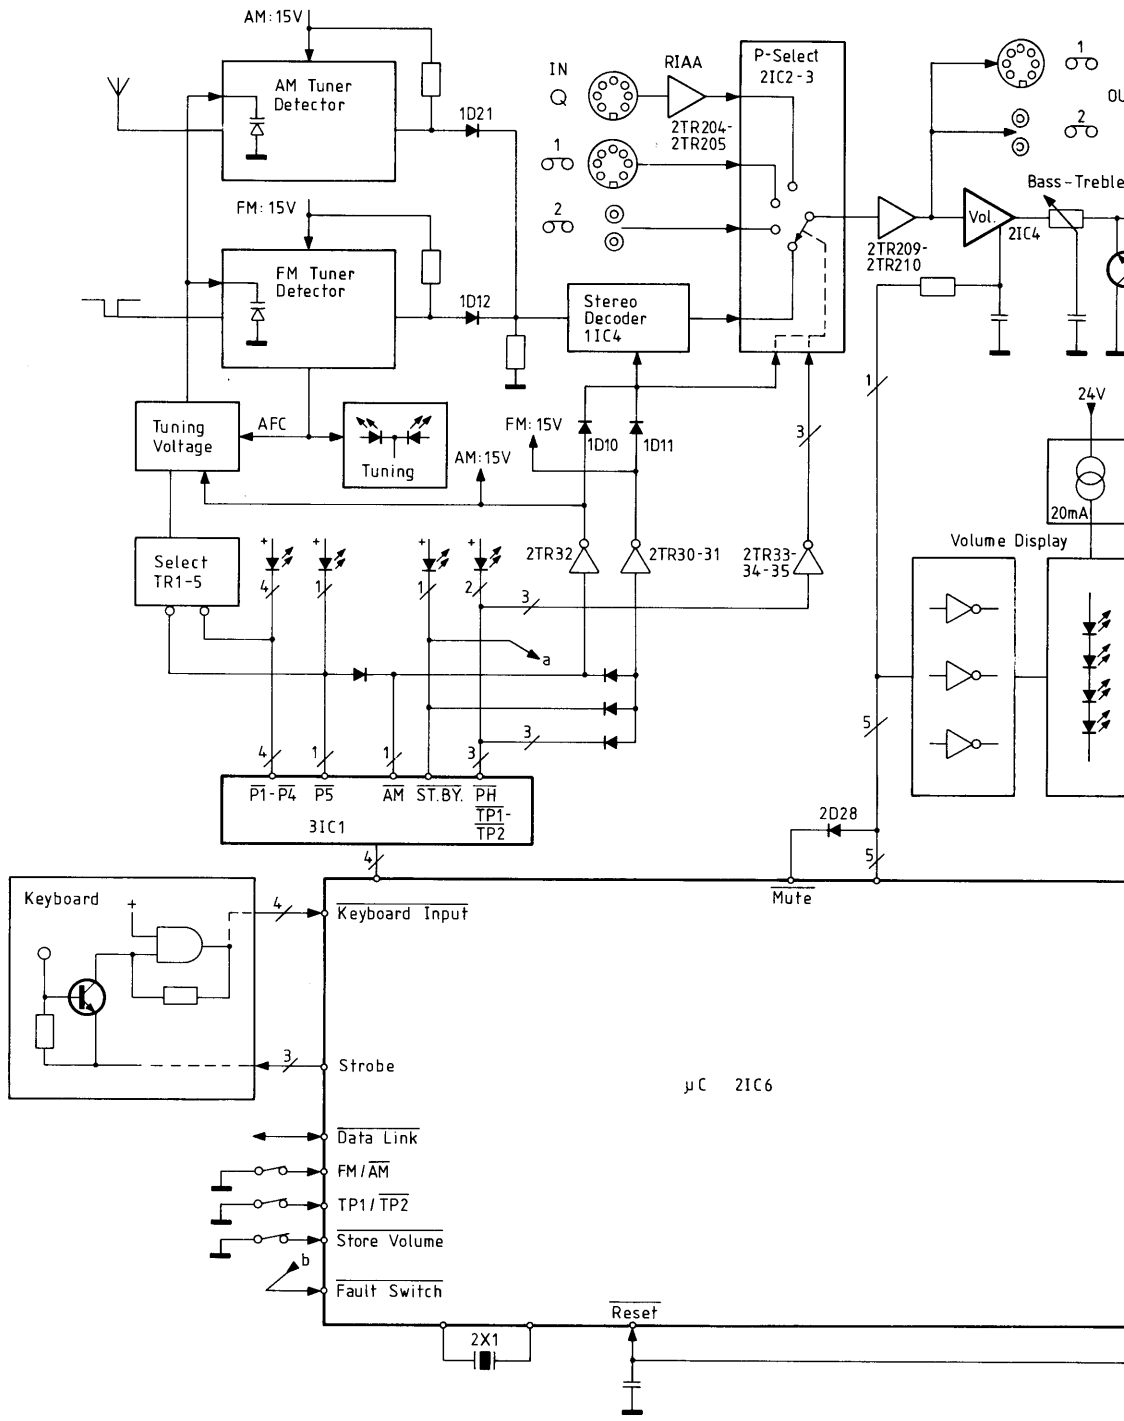 AM:15V
AM Tuner
Detector
1D21
IN
RIAA
P-Select
2IC2-3
1
2TR204-
2TR205
1
2
OU
2
Bass-Treble
FM:15V
FM Tuner
Detector
1D12
Stereo
Decoder
1IC4
Vol.
2IC4
2TR209-
2TR210
1
Tuning
Voltage
AFC
Tuning
FM:15V
AM:15V
1D10
1D11
3
24V
20mA
Select
TR1-5
+
+
+
+
4
1
1
2
3
2TR32
2TR30-31
2TR33-
34-35
Volume Display
a
5
4
1
1
3
3
P1-P4
P5
AM
ST.BY.
PH
TP1-
TP2
3IC1
4
2D28
5
Mute
Keyboard
+
4
Keyboard Input
3
Strobe
μC 2IC6
Data Link
FM/AM
TP1/TP2
Store Volume
b
Fault Switch
Reset
2X1